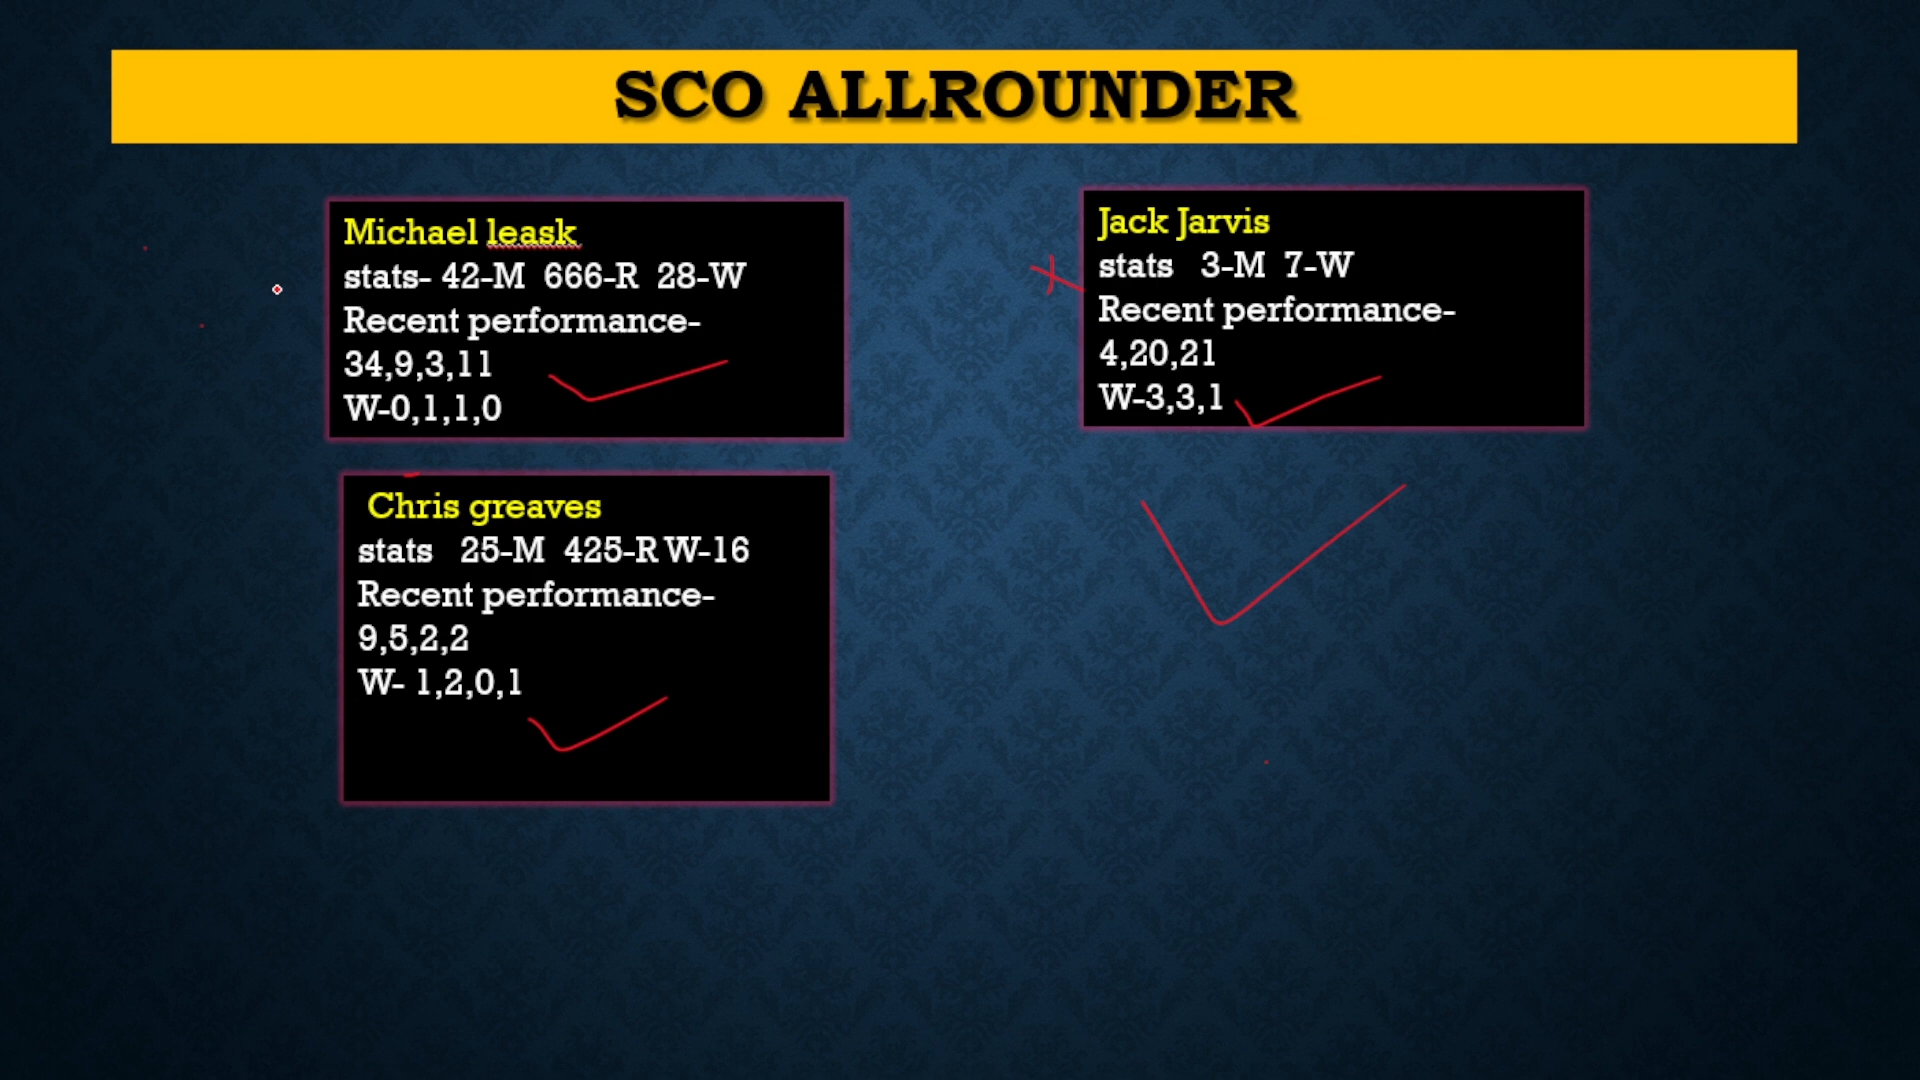 SCO ALLROUNDER
Michael leask
stats- 42-M 666-R 28-W
Recent performance-
34,9,3,11
W-0,1,1,0
Jack Jarvis
stats 3-M 7-W
Recent performance-
4,20,21
W-3,3,1
Chris greaves
stats 25-M 425-R W-16
Recent performance-
9,5,2,2
W- 1,2,0,1